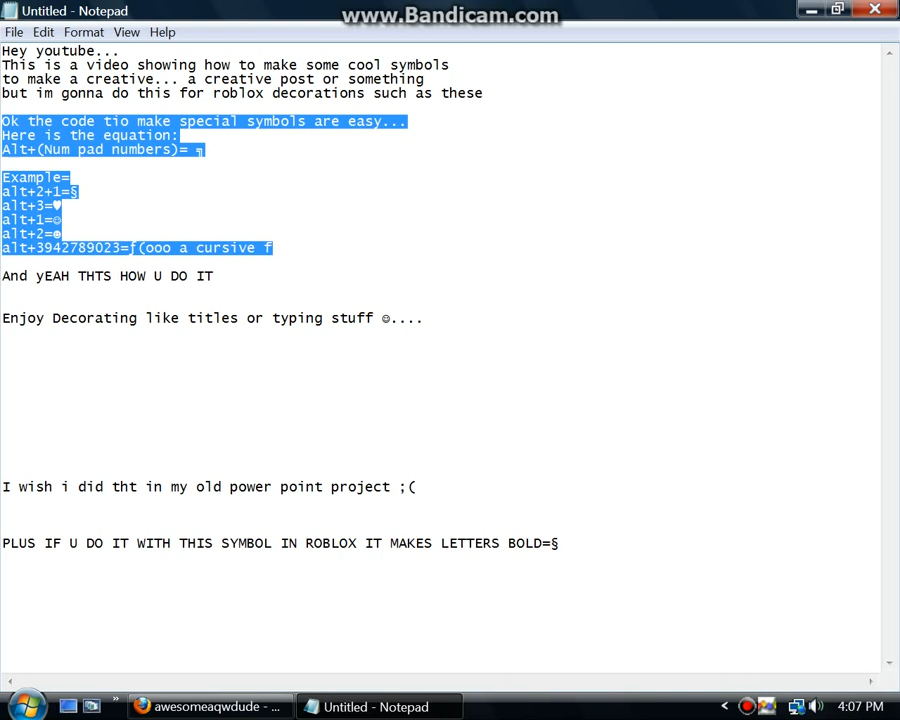 www.Bandicam.com
Untitled - Notepad
File Edit Format View Help
Hey youtube...
This is a video showing how to make some cool symbols
to make a creative... a creative post or something
but im gonna do this for roblox decorations such as these
Ok the code tio make special symbols are easy...
Here is the equation:
Alt+(Num pad numbers)= ╗
Example=
alt+2+1=§
alt+3=♥
alt+1=☺
alt+2=☻
alt+3942789023=ƒ(ooo a cursive f
And yEAH THTS HOW U DO IT
Enjoy Decorating like titles or typing stuff ☺....
I wish i did tht in my old power point project ;(
PLUS IF U DO IT WITH THIS SYMBOL IN ROBLOX IT MAKES LETTERS BOLD=§
awesomeaqwdude - ...
Untitled - Notepad
4:07 PM